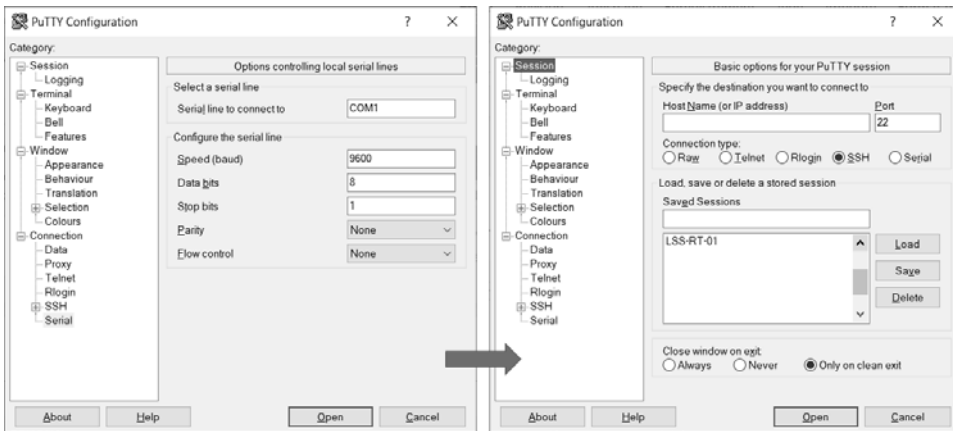 PuTTY Configuration
?
Category:
Session
Logging
Terminal
Keyboard
Bell
Features
Window
Appearance
Behaviour
Translation
Selection
Colours
Connection
Data
Proxy
Telnet
Rlogin
SSH
Serial
Options controlling local serial lines
Select a serial line
Serial line to connect to COM1
Configure the serial line
Speed (baud) 9600
Data bits 8
Stop bits 1
Parity None
Flow control None
About Help Open Cancel
PuTTY Configuration
?
Category:
Session
Logging
Terminal
Keyboard
Bell
Features
Window
Appearance
Behaviour
Translation
Selection
Colours
Connection
Data
Proxy
Telnet
Rlogin
SSH
Serial
Basic options for your PuTTY session
Specify the destination you want to connect to
Host Name (or IP address) Port
22
Connection type:
Raw Telnet Rlogin SSH Serial
Load, save or delete a stored session
Saved Sessions
LSS-RT-01
Load
Save
Delete
Close window on exit
Always Never Only on clean exit
About Help Open Cancel